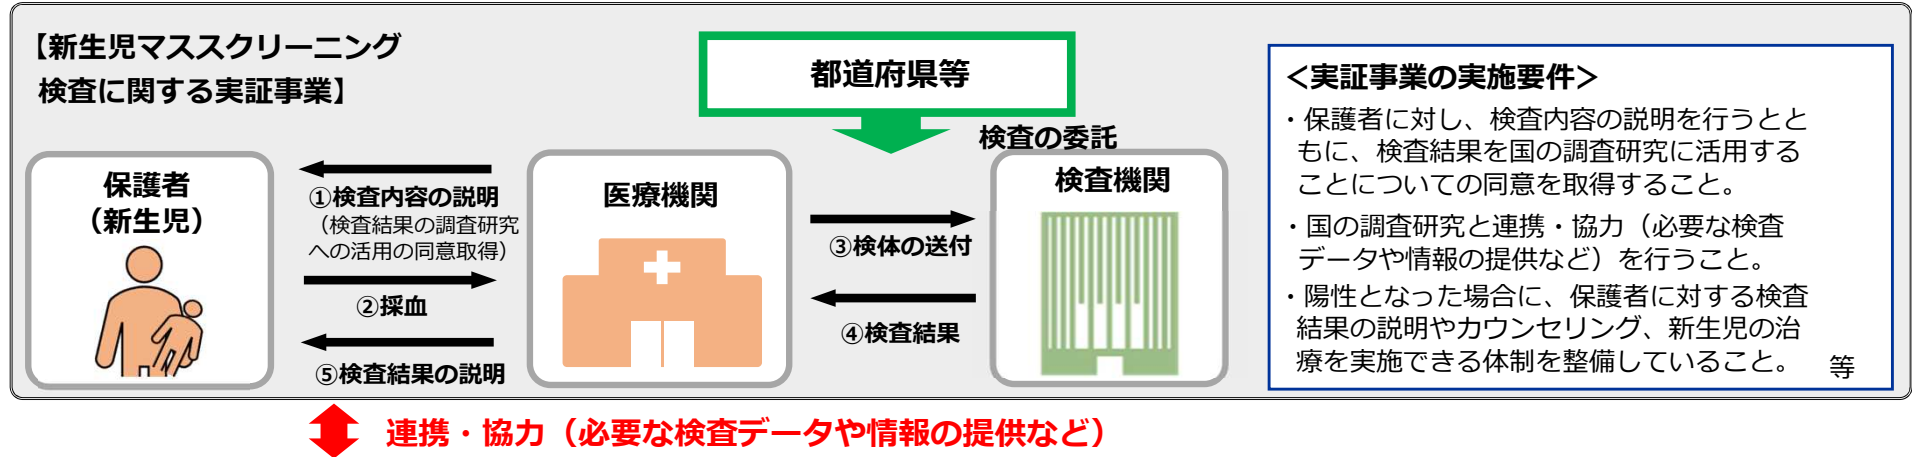 【新生児マススクリーニング
検査に関する実証事業】
都道府県等
検査の委託
保護者
（新生児）
①検査内容の説明
（検査結果の調査研究
への活用の同意取得）
②採血
⑤検査結果の説明
医療機関
③検体の送付
④検査結果
検査機関
＜実証事業の実施要件＞
・保護者に対し、検査内容の説明を行うとと
もに、検査結果を国の調査研究に活用する
ことについての同意を取得すること。
・国の調査研究と連携・協力（必要な検査
データや情報の提供など）を行うこと。
・陽性となった場合に、保護者に対する検査
結果の説明やカウンセリング、新生児の治
療を実施できる体制を整備していること。 等
連携・協力（必要な検査データや情報の提供など）